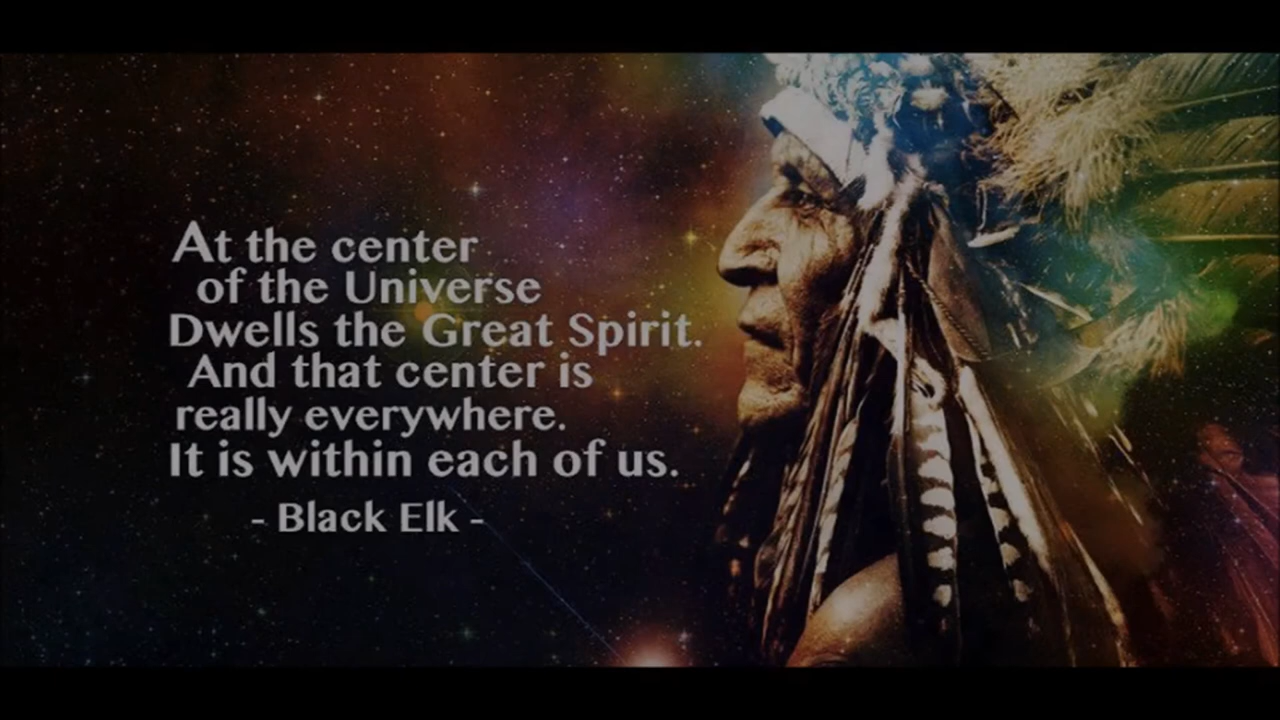 At the center
of the Universe
Dwells the Great Spirit.
And that center is
really everywhere.
It is within each of us.
- Black Elk -